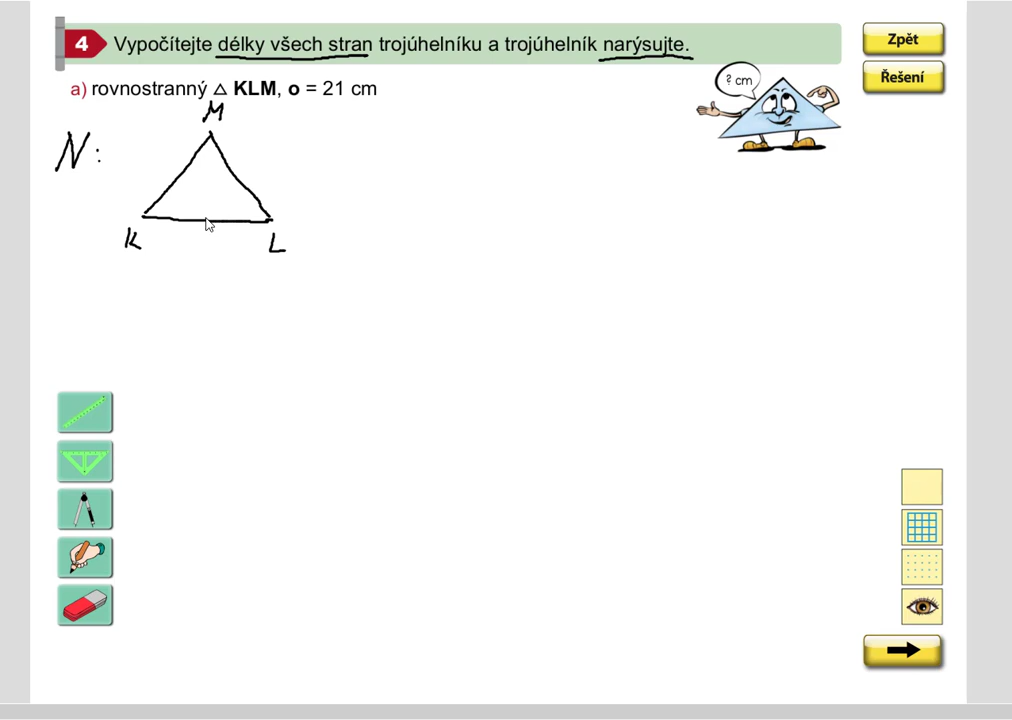 4 Vypočítejte délky všech stran trojúhelníku a trojúhelník narýsujte.
Zpět
Řešení
? cm
a) rovnostranný △ KLM, o = 21 cm
M
N:
K
L